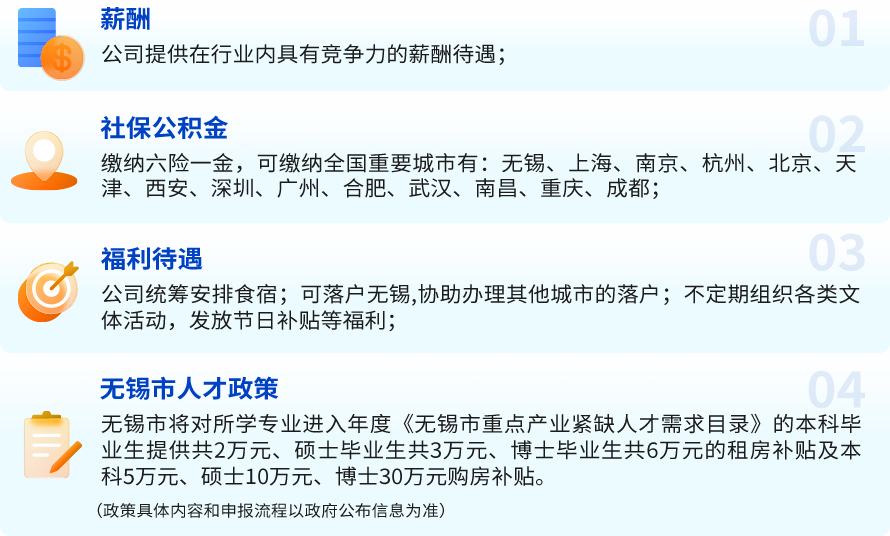 薪酬
01
公司提供在行业内具有竞争力的薪酬待遇；
社保公积金
02
缴纳六险一金，可缴纳全国重要城市有：无锡、上海、南京、杭州、北京、天
津、西安、深圳、广州、合肥、武汉、南昌、重庆、成都；
福利待遇
03
公司统筹安排食宿；可落户无锡,协助办理其他城市的落户；不定期组织各类文
体活动，发放节日补贴等福利；
无锡市人才政策
04
无锡市将对所学专业进入年度《无锡市重点产业紧缺人才需求目录》的本科毕
业生提供共2万元、硕士毕业生共3万元、博士毕业生共6万元的租房补贴及本
科5万元、硕士10万元、博士30万元购房补贴。
（政策具体内容和申报流程以政府公布信息为准）